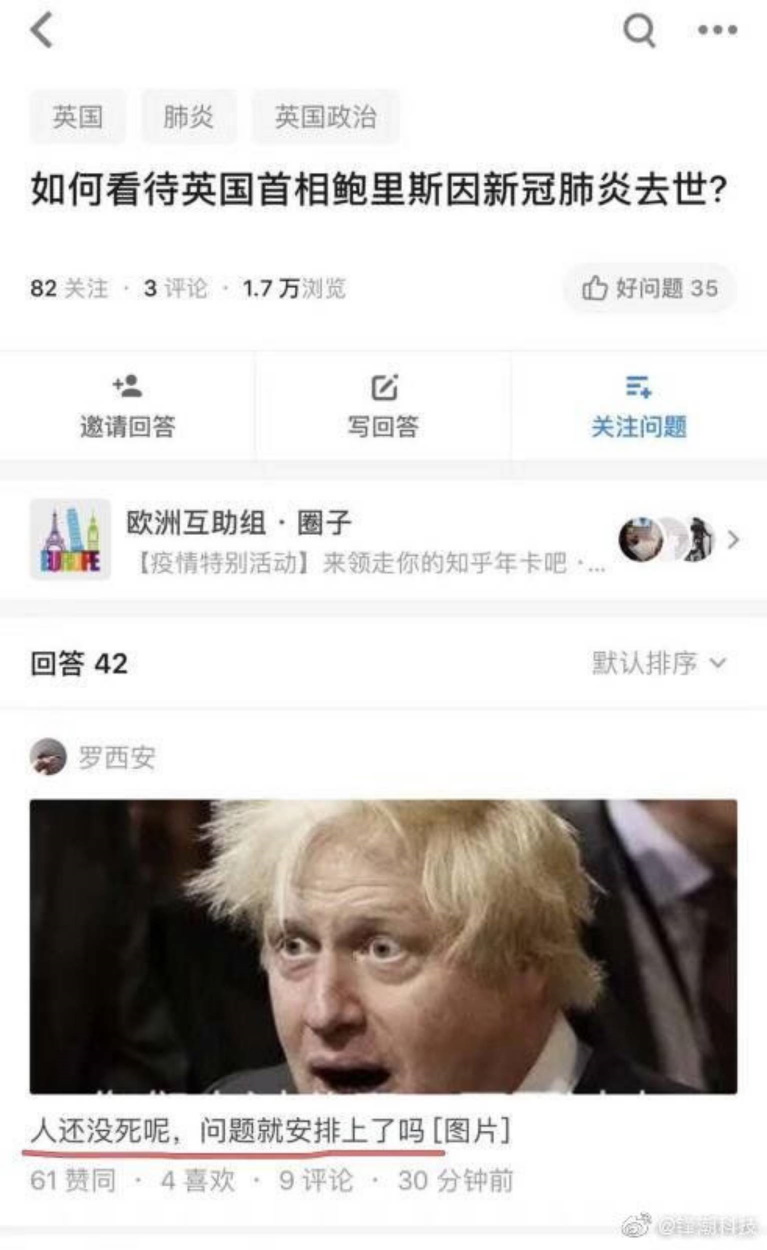 英国 肺炎 英国政治
如何看待英国首相鲍里斯因新冠肺炎去世?
82 关注 · 3 评论 · 1.7 万浏览 好问题 35
邀请回答 写回答 关注问题
欧洲互助组 · 圈子
EUROPE
【疫情特别活动】来领走你的知乎年卡吧 ·...
回答 42 默认排序
罗西安
人还没死呢，问题就安排上了吗 [图片]
61 赞同 · 4 喜欢 · 9 评论 · 30 分钟前
@锋潮科技